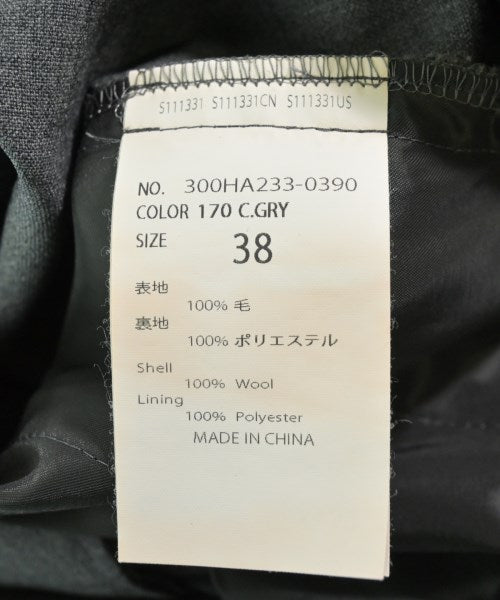 S111331 S111331CN S111331US
NO. 300HA233-0390
COLOR 170 C.GRY
SIZE 38
表地
100% 毛
裏地
100% ポリエステル
Shell
100% Wool
Lining
100% Polyester
MADE IN CHINA